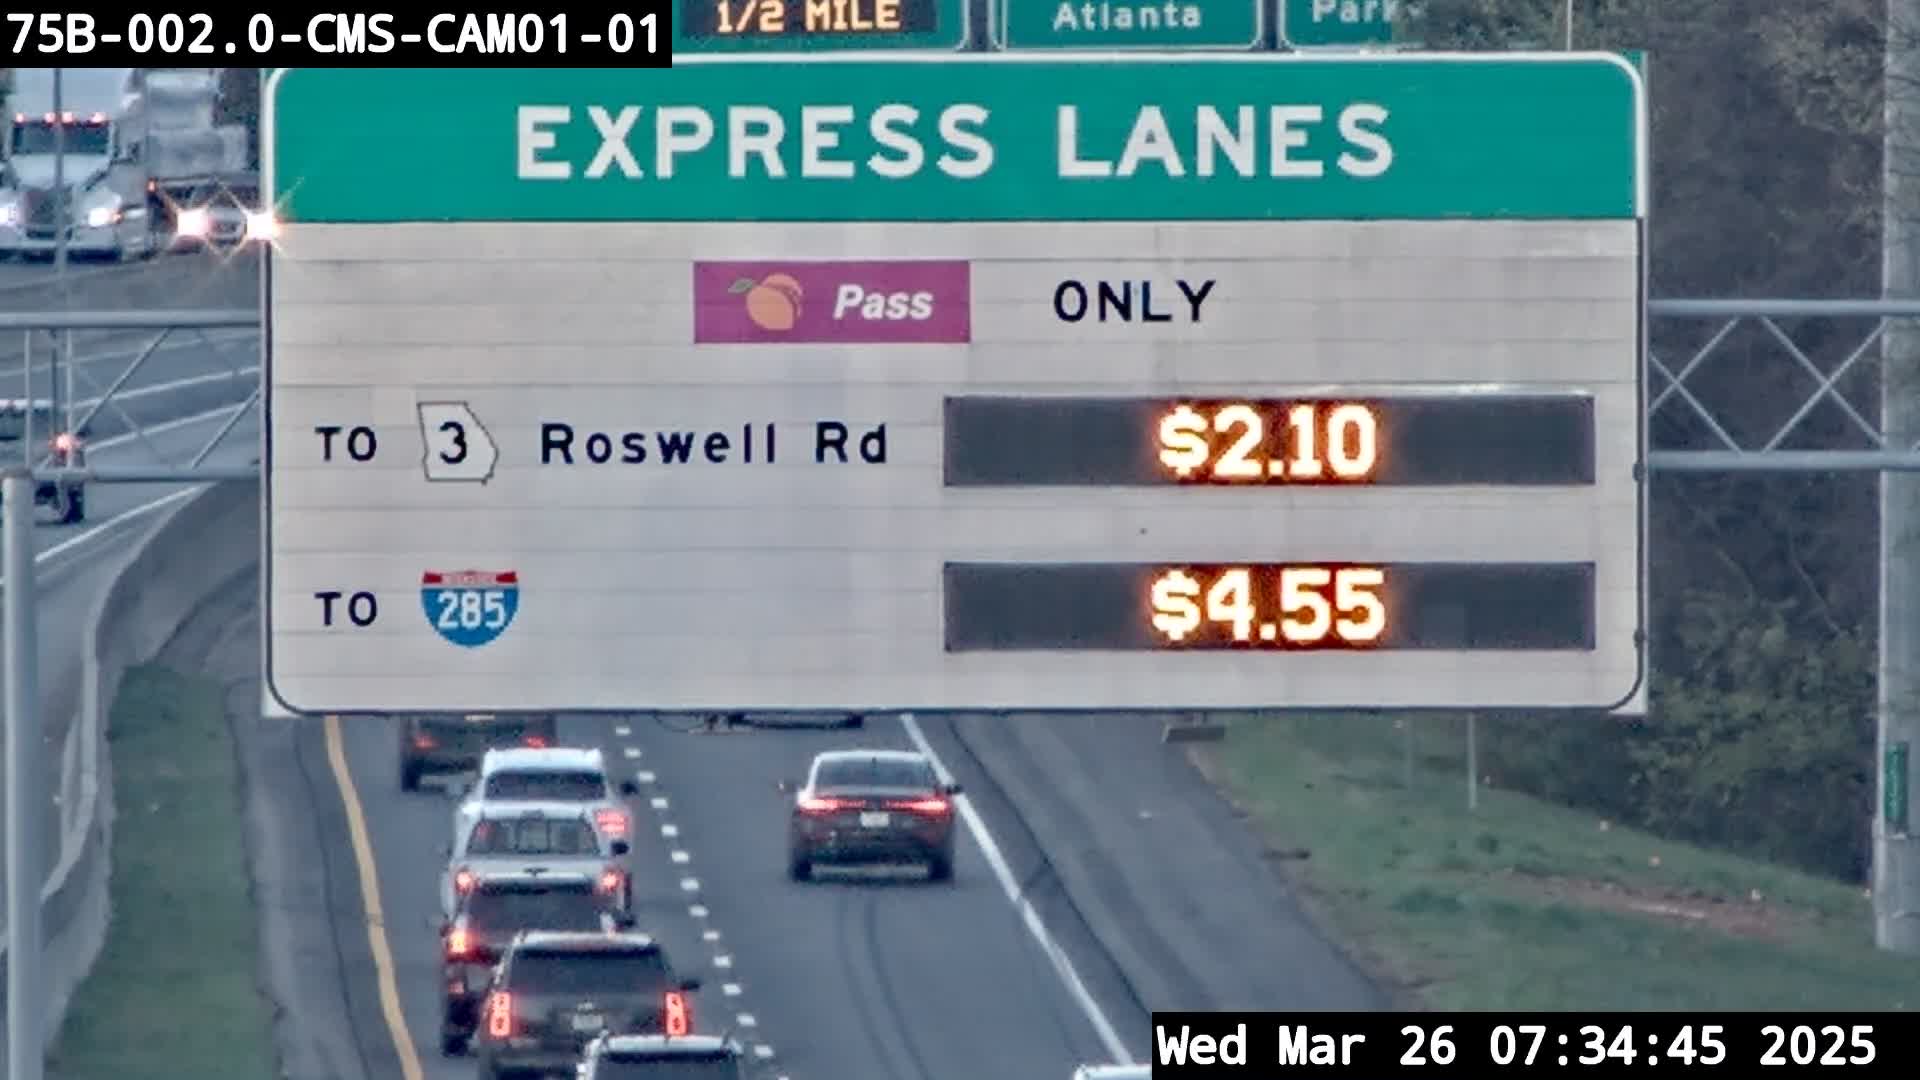 75B-002.0-CMS-CAM01-01
1/2 MILE
Atlanta
Park
EXPRESS LANES
Pass ONLY
TO 3 Roswell Rd $2.10
TO 285 $4.55
Wed Mar 26 07:34:45 2025